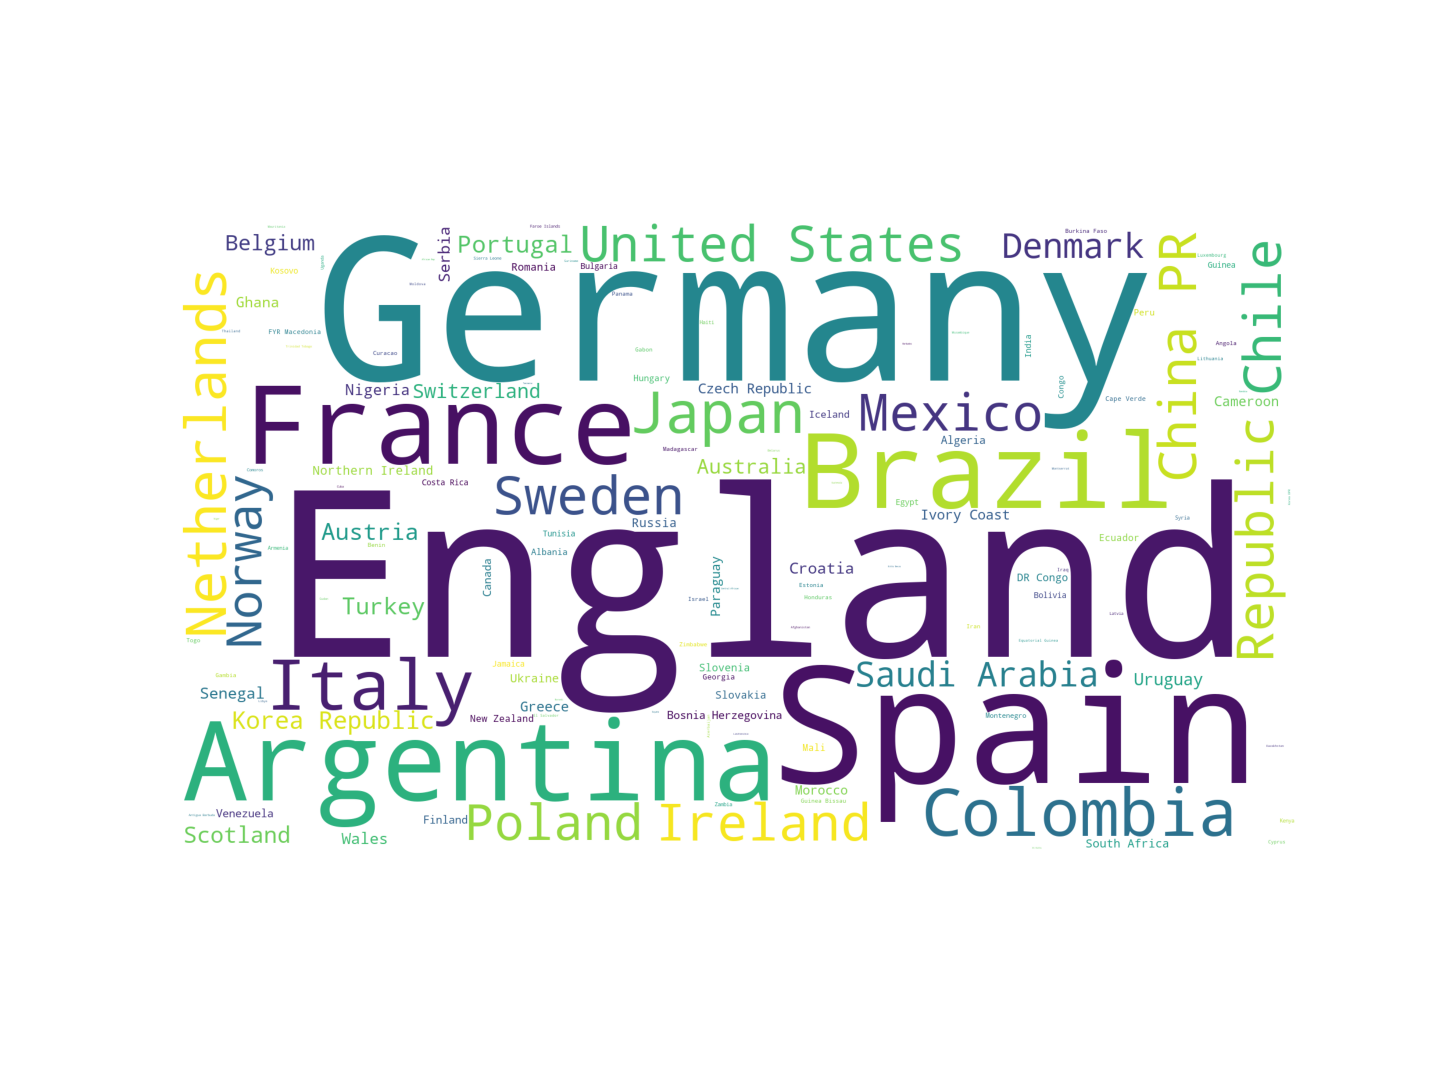 Belgium
Serbia
Portugal
Faroe Islands
United States
Denmark
Burkina Faso
China PR
Luxembourg
Guinea
Chile
Kosovo
Sierra Leone
Romania
Bulgaria
Germany
Netherlands
Ghana
Moldova
Panama
Peru
Thailand
FYR Macedonia
Haiti
India
Angola
Curacao
Gabon
Lithuania
Nigeria
Switzerland
Hungary
Czech Republic
Congo
Cape Verde
Cameroon
France
Japan
Iceland
Mexico
Algeria
Brazil
Madagascar
Northern Ireland
Australia
Costa Rica
Norway
Sweden
Egypt
Ivory Coast
Syria
Republic
Russia
Austria
Tunisia
Benin
Albania
Armenia
England
Ecuador
Canada
Paraguay
Croatia
Iraq
DR Congo
Estonia
Bolivia
Turkey
Israel
Honduras
Latvia
Togo
Iran
Afghanistan
Equatorial Guinea
Zimbabwe
Italy
Jamaica
Slovenia
Saudi Arabia
Gambia
Ukraine
Georgia
Uruguay
Senegal
Slovakia
Spain
Greece
Korea Republic
New Zealand
Bosnia Herzegovina
Montenegro
Argentina
Mali
Morocco
Colombia
Guinea Bissau
Zambia
Venezuela
Finland
Poland
Ireland
Kenya
Scotland
Wales
South Africa
Cyprus